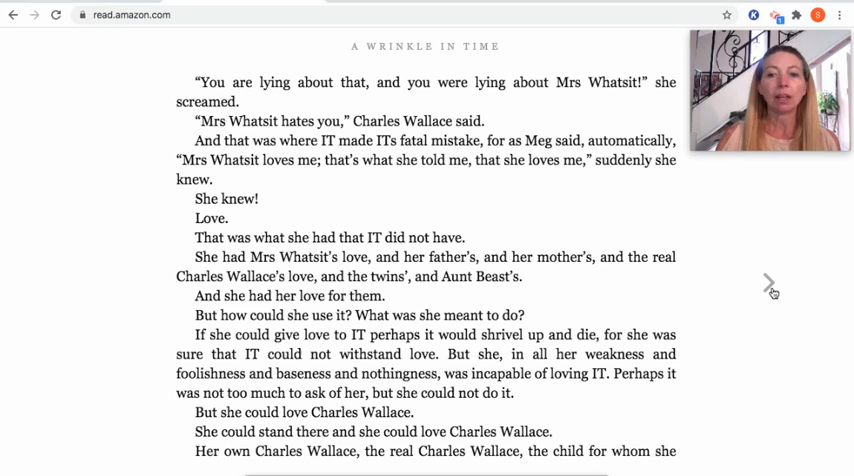 read.amazon.com
S
1
A WRINKLE IN TIME
“You are lying about that, and you were lying about Mrs Whatsit!” she
screamed.
“Mrs Whatsit hates you,” Charles Wallace said.
And that was where IT made ITs fatal mistake, for as Meg said, automatically,
“Mrs Whatsit loves me; that’s what she told me, that she loves me,” suddenly she
knew.
She knew!
Love.
That was what she had that IT did not have.
She had Mrs Whatsit’s love, and her father’s, and her mother’s, and the real
Charles Wallace’s love, and the twins’, and Aunt Beast’s.
And she had her love for them.
But how could she use it? What was she meant to do?
If she could give love to IT perhaps it would shrivel up and die, for she was
sure that IT could not withstand love. But she, in all her weakness and
foolishness and baseness and nothingness, was incapable of loving IT. Perhaps it
was not too much to ask of her, but she could not do it.
But she could love Charles Wallace.
She could stand there and she could love Charles Wallace.
Her own Charles Wallace, the real Charles Wallace, the child for whom she